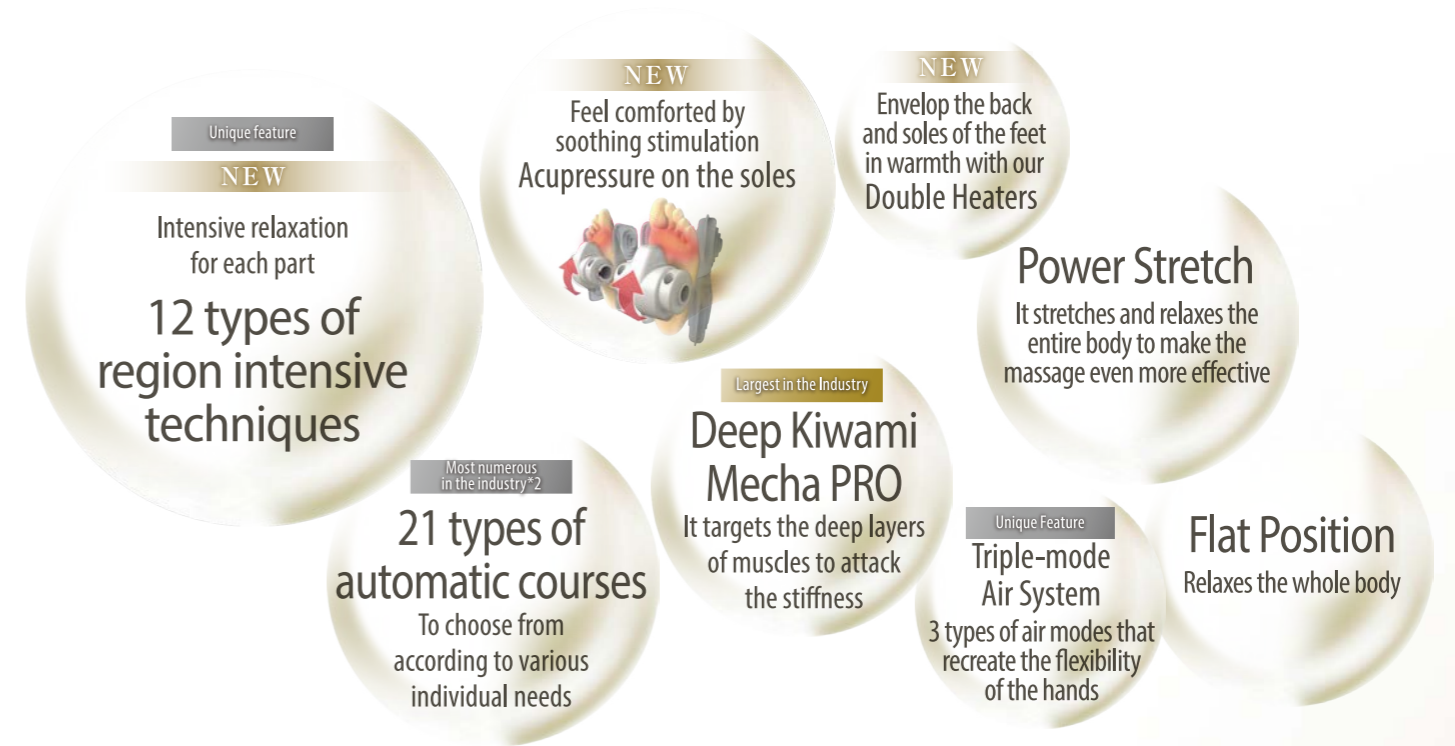 Unique feature
NEW
Intensive relaxation
for each part
12 types of
region intensive
techniques
NEW
Feel comforted by
soothing stimulation
Acupressure on the soles
NEW
Envelop the back
and soles of the feet
in warmth with our
Double Heaters
Power Stretch
It stretches and relaxes the
entire body to make the
massage even more effective
Most numerous
in the industry*2
21 types of
automatic courses
To choose from
according to various
individual needs
Largest in the Industry
Deep Kiwami
Mecha PRO
It targets the deep layers
of muscles to attack
the stiffness
Unique Feature
Triple-mode
Air System
3 types of air modes that
recreate the flexibility
of the hands
Flat Position
Relaxes the whole body